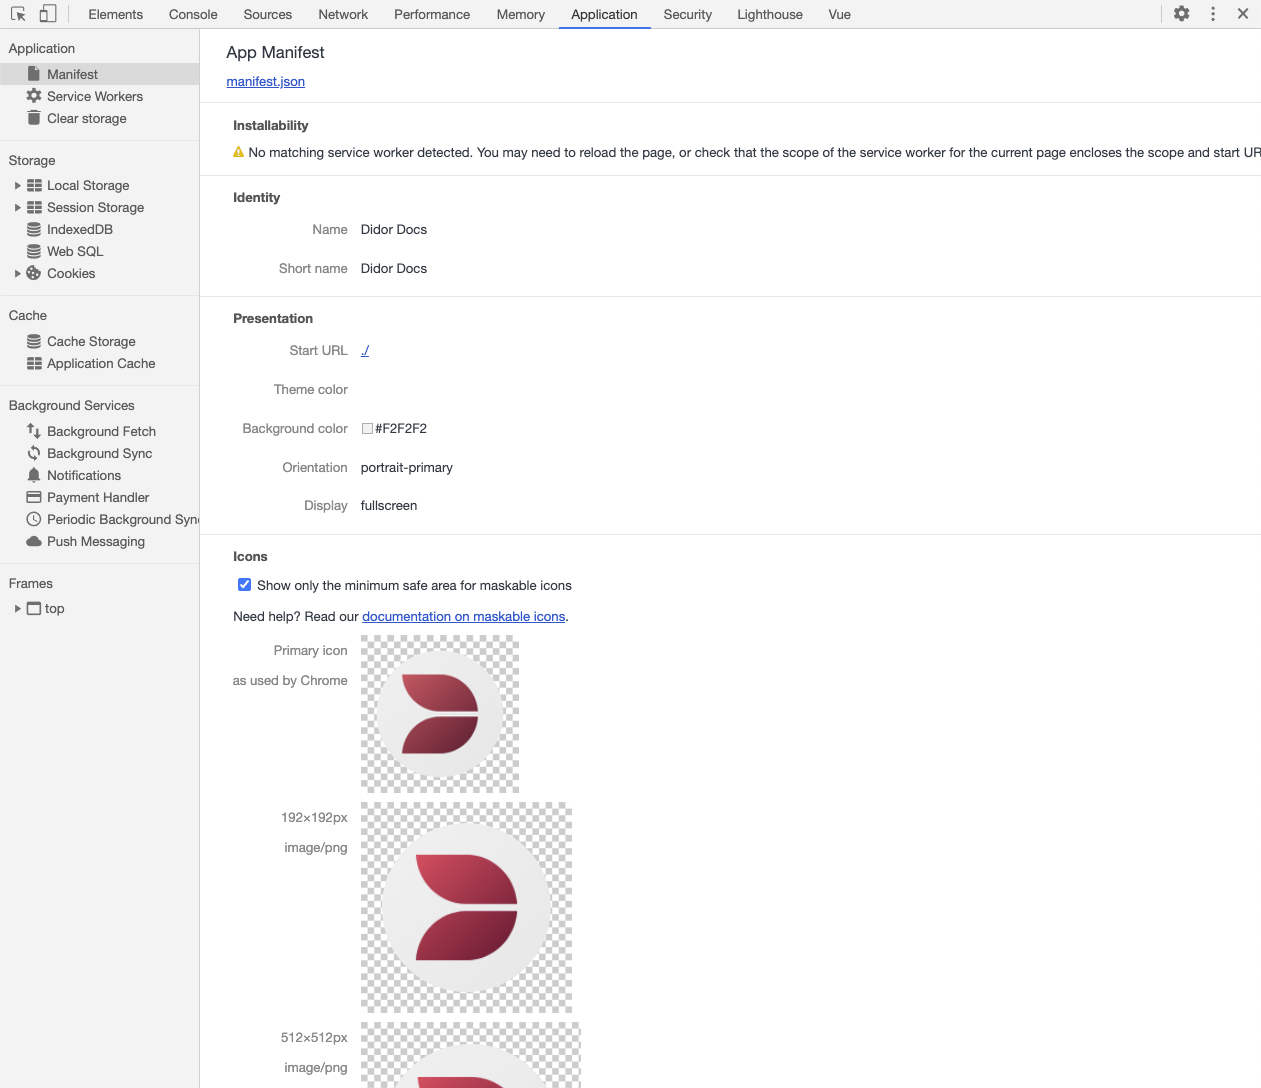 Elements Console Sources Network Performance Memory Application Security Lighthouse Vue
Application
Manifest
Service Workers
Clear storage
Storage
Local Storage
Session Storage
IndexedDB
Web SQL
Cookies
Cache
Cache Storage
Application Cache
Background Services
Background Fetch
Background Sync
Notifications
Payment Handler
Periodic Background Sync
Push Messaging
Frames
top
App Manifest
manifest.json
Installability
No matching service worker detected. You may need to reload the page, or check that the scope of the service worker for the current page encloses the scope and start UR
Identity
Name Didor Docs
Short name Didor Docs
Presentation
Start URL ./
Theme color
Background color #F2F2F2
Orientation portrait-primary
Display fullscreen
Icons
Show only the minimum safe area for maskable icons
Need help? Read our documentation on maskable icons.
Primary icon
as used by Chrome
192×192px
image/png
512×512px
image/png